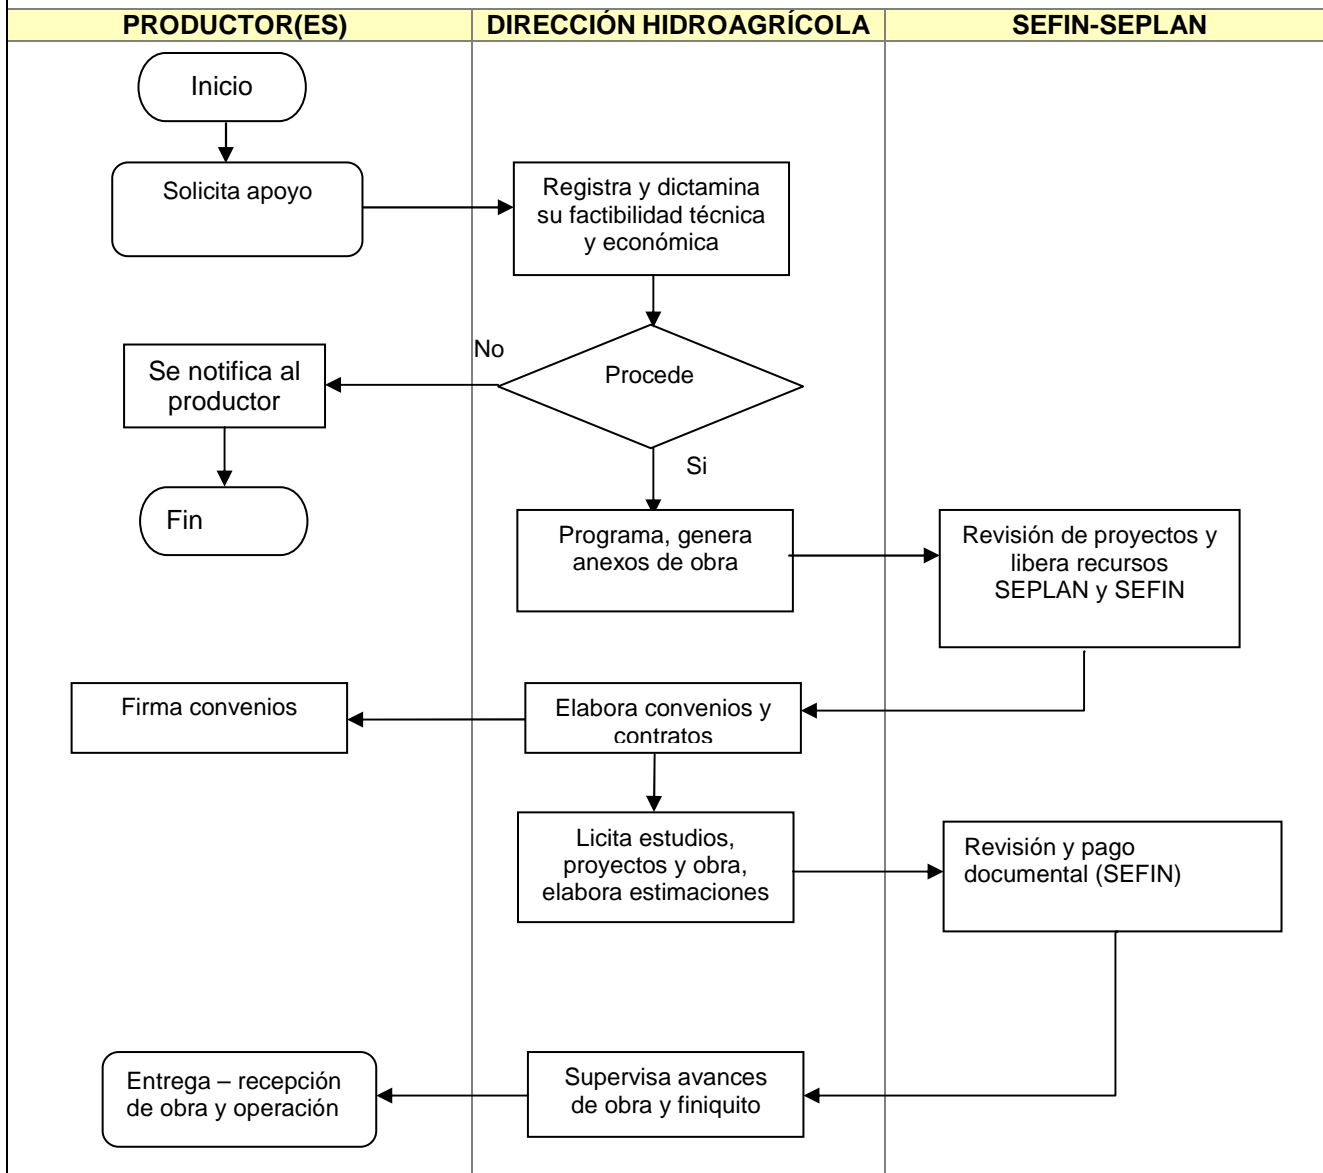 PRODUCTOR(ES)
DIRECCIÓN HIDROAGRÍCOLA
SEFIN-SEPLAN
Inicio
Solicita apoyo
Registra y dictamina
su factibilidad técnica
y económica
No
Procede
Se notifica al
productor
Si
Fin
Programa, genera
anexos de obra
Revisión de proyectos y
libera recursos
SEPLAN y SEFIN
Firma convenios
Elabora convenios y
contratos
Licita estudios,
proyectos y obra,
elabora estimaciones
Revisión y pago
documental (SEFIN)
Entrega – recepción
de obra y operación
Supervisa avances
de obra y finiquito